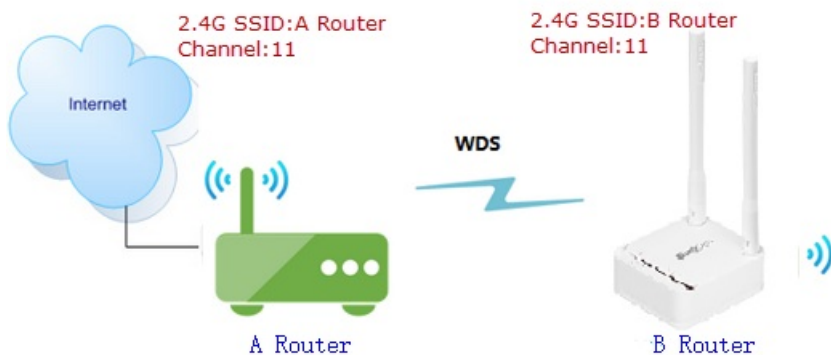 2.4G SSID:A Router
Channel:11
2.4G SSID:B Router
Channel:11
Internet
WDS
A Router
B Router